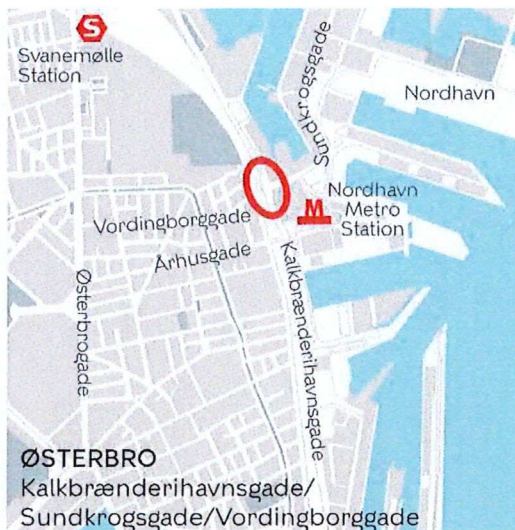 S
Svanemølle
Station
Sundkrogsgade
Nordhavn
M
Nordhavn
Metro
Station
Vordingborggade
Århusgade
Kalkbrænderihavnsgade
Østerbrogade
ØSTERBRO
Kalkbrænderihavnsgade/
Sundkrogsgade/Vordingborggade